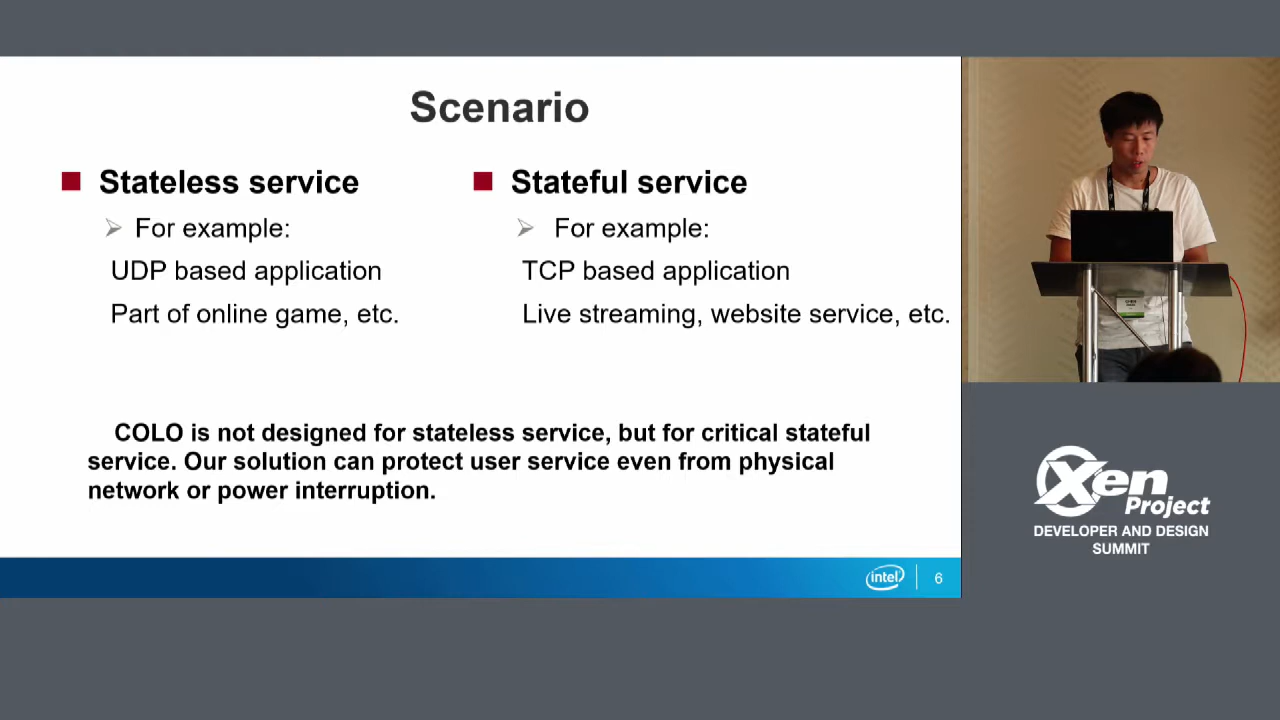 Scenario
Stateless service
For example:
UDP based application
Part of online game, etc.
Stateful service
For example:
TCP based application
Live streaming, website service, etc.
COLO is not designed for stateless service, but for critical stateful
service. Our solution can protect user service even from physical
network or power interruption.
intel
6
Xen
Project
DEVELOPER AND DESIGN
SUMMIT